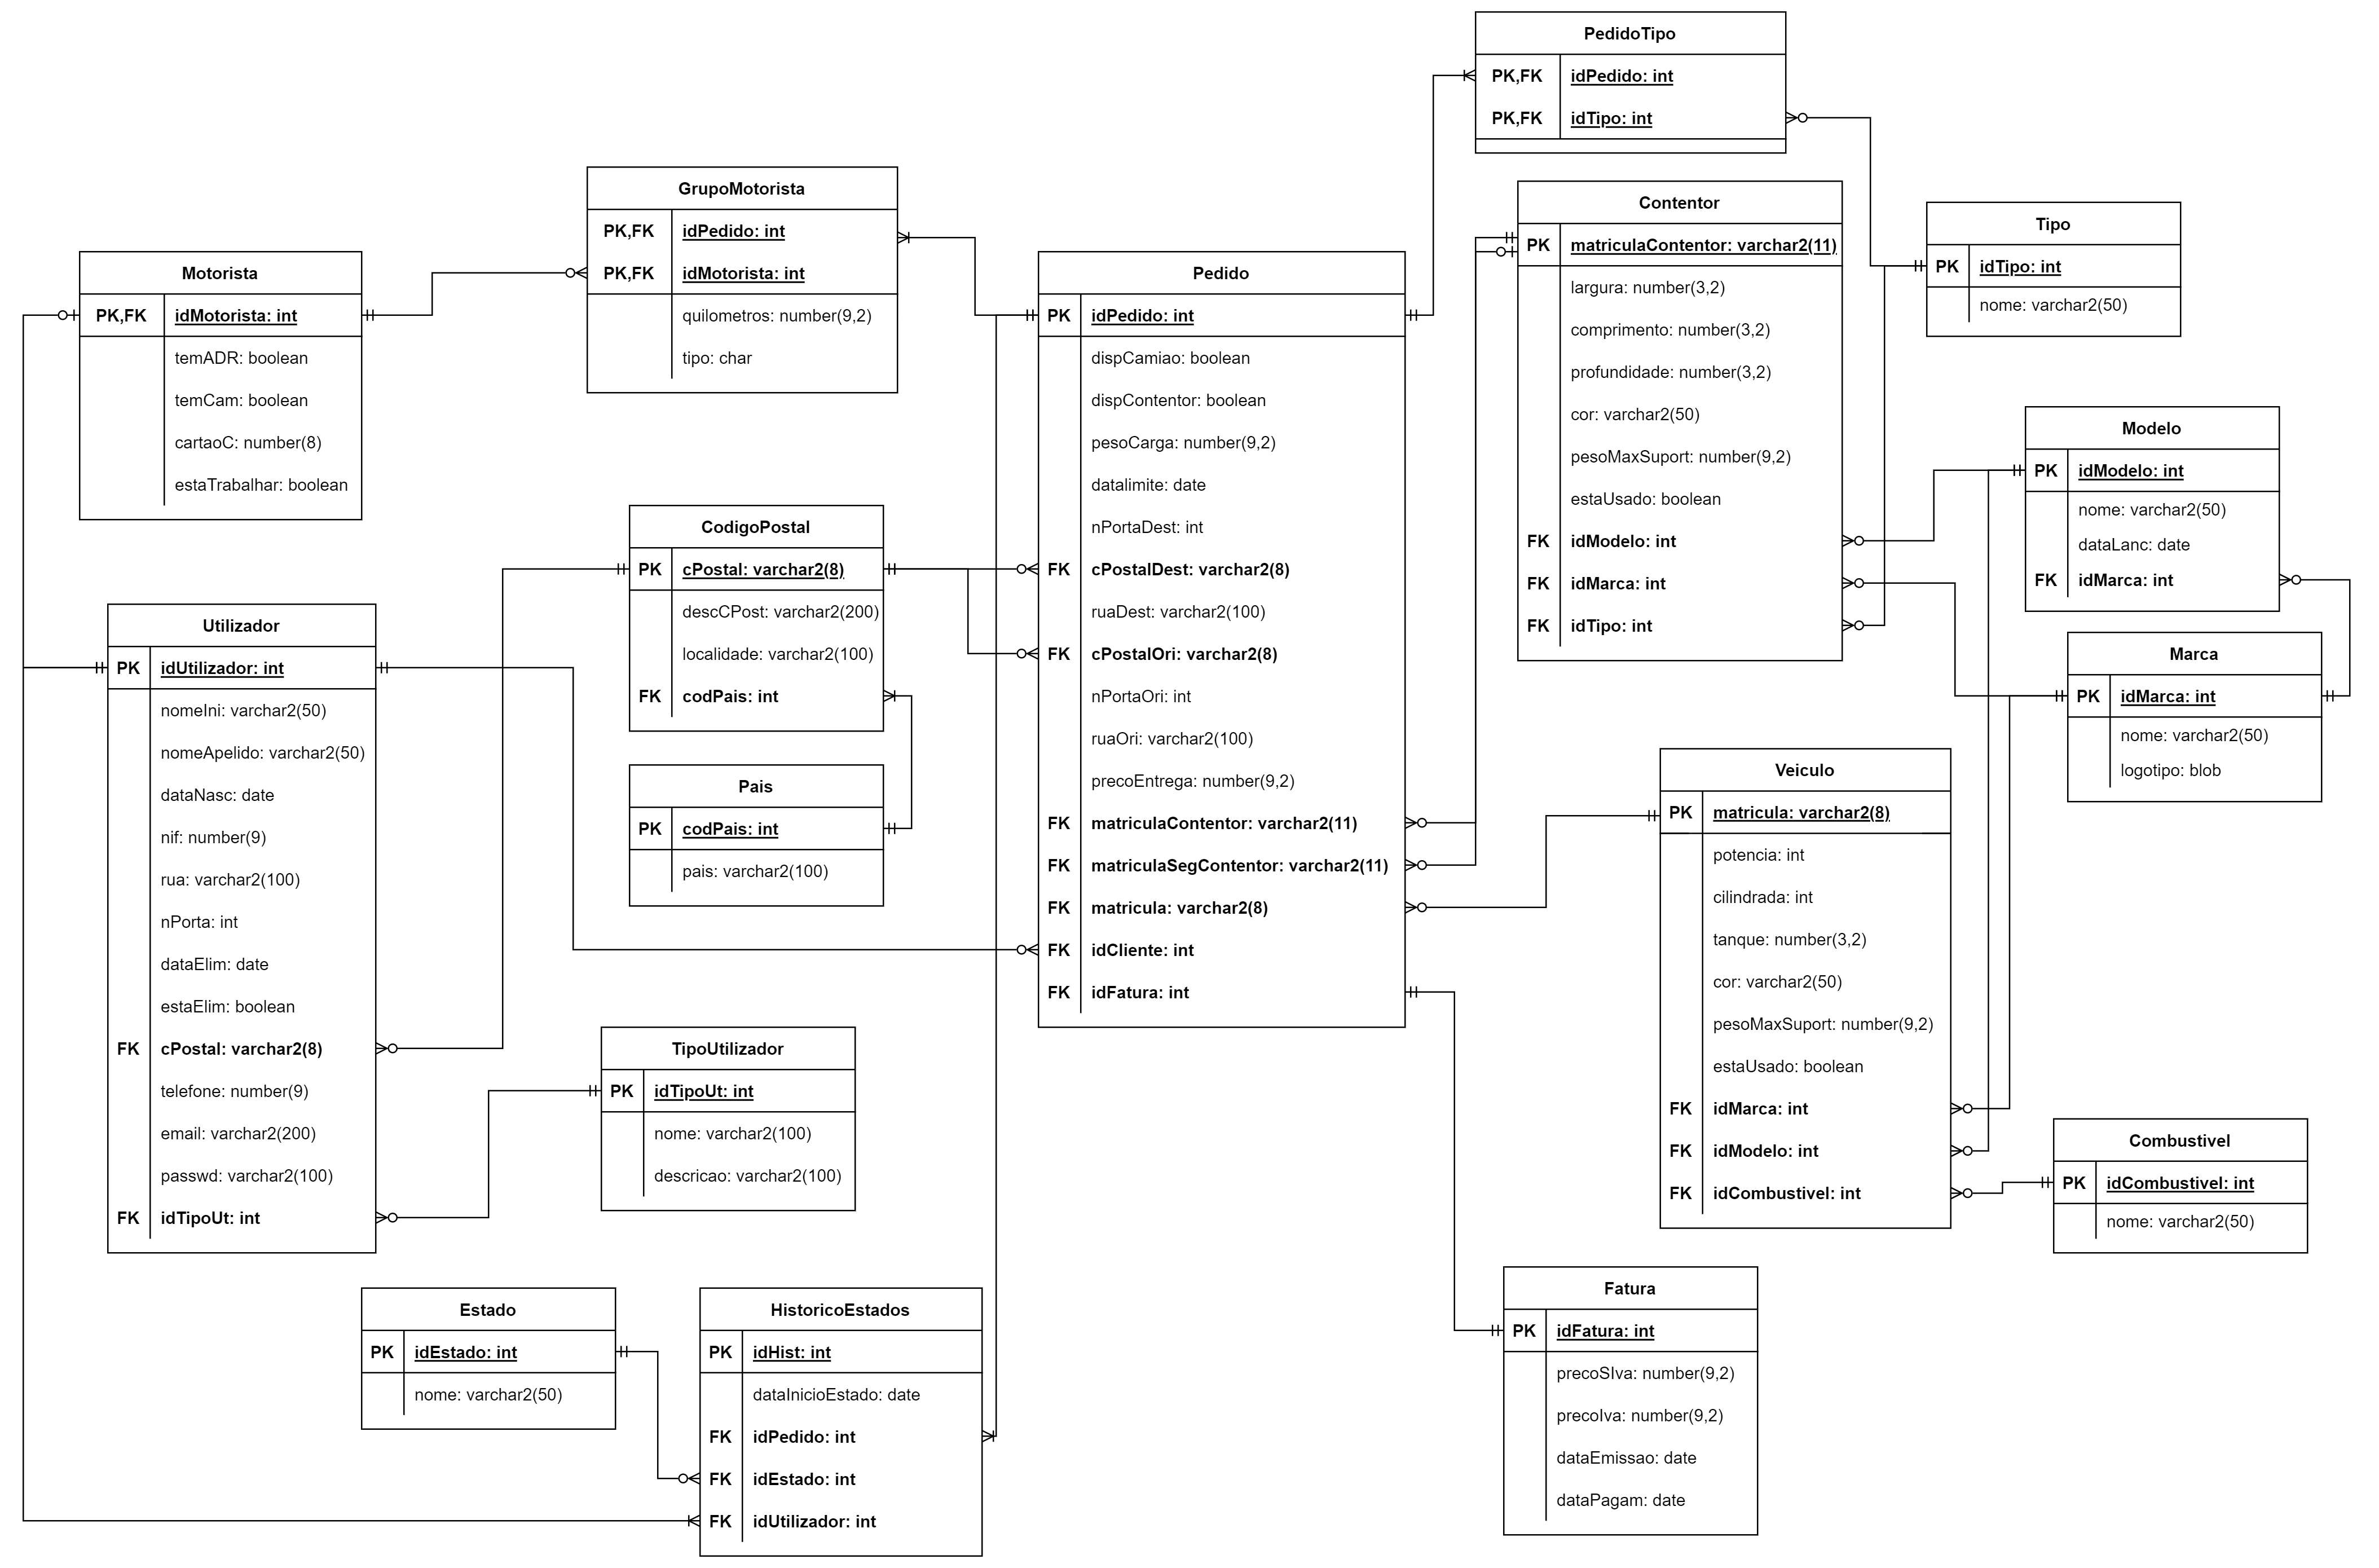 PedidoTipo
PK,FK idPedido: int
PK,FK idTipo: int
GrupoMotorista
PK,FK idPedido: int
PK,FK idMotorista: int
quilometros: number(9,2)
tipo: char
Contentor
PK matriculaContentor: varchar2(11)
largura: number(3,2)
comprimento: number(3,2)
profundidade: number(3,2)
cor: varchar2(50)
pesoMaxSuport: number(9,2)
estaUsado: boolean
FK idModelo: int
FK idMarca: int
FK idTipo: int
Tipo
PK idTipo: int
nome: varchar2(50)
Motorista
PK,FK idMotorista: int
temADR: boolean
temCam: boolean
cartaoC: number(8)
estaTrabalhar: boolean
Pedido
PK idPedido: int
dispCamiao: boolean
dispContentor: boolean
pesoCarga: number(9,2)
datalimite: date
nPortaDest: int
FK cPostalDest: varchar2(8)
ruaDest: varchar2(100)
FK cPostalOri: varchar2(8)
nPortaOri: int
ruaOri: varchar2(100)
precoEntrega: number(9,2)
FK matriculaContentor: varchar2(11)
FK matriculaSegContentor: varchar2(11)
FK matricula: varchar2(8)
FK idCliente: int
FK idFatura: int
Modelo
PK idModelo: int
nome: varchar2(50)
dataLanc: date
FK idMarca: int
CodigoPostal
PK cPostal: varchar2(8)
descCPost: varchar2(200)
localidade: varchar2(100)
FK codPais: int
Utilizador
PK idUtilizador: int
nomeIni: varchar2(50)
nomeApelido: varchar2(50)
dataNasc: date
nif: number(9)
rua: varchar2(100)
nPorta: int
dataElim: date
estaElim: boolean
FK cPostal: varchar2(8)
telefone: number(9)
email: varchar2(200)
passwd: varchar2(100)
FK idTipoUt: int
Marca
PK idMarca: int
nome: varchar2(50)
logotipo: blob
Pais
PK codPais: int
pais: varchar2(100)
Veiculo
PK matricula: varchar2(8)
potencia: int
cilindrada: int
tanque: number(3,2)
cor: varchar2(50)
pesoMaxSuport: number(9,2)
estaUsado: boolean
FK idMarca: int
FK idModelo: int
FK idCombustivel: int
TipoUtilizador
PK idTipoUt: int
nome: varchar2(100)
descricao: varchar2(100)
Combustivel
PK idCombustivel: int
nome: varchar2(50)
Estado
PK idEstado: int
nome: varchar2(50)
HistoricoEstados
PK idHist: int
dataInicioEstado: date
FK idPedido: int
FK idEstado: int
FK idUtilizador: int
Fatura
PK idFatura: int
precoSIva: number(9,2)
precoIva: number(9,2)
dataEmissao: date
dataPagam: date